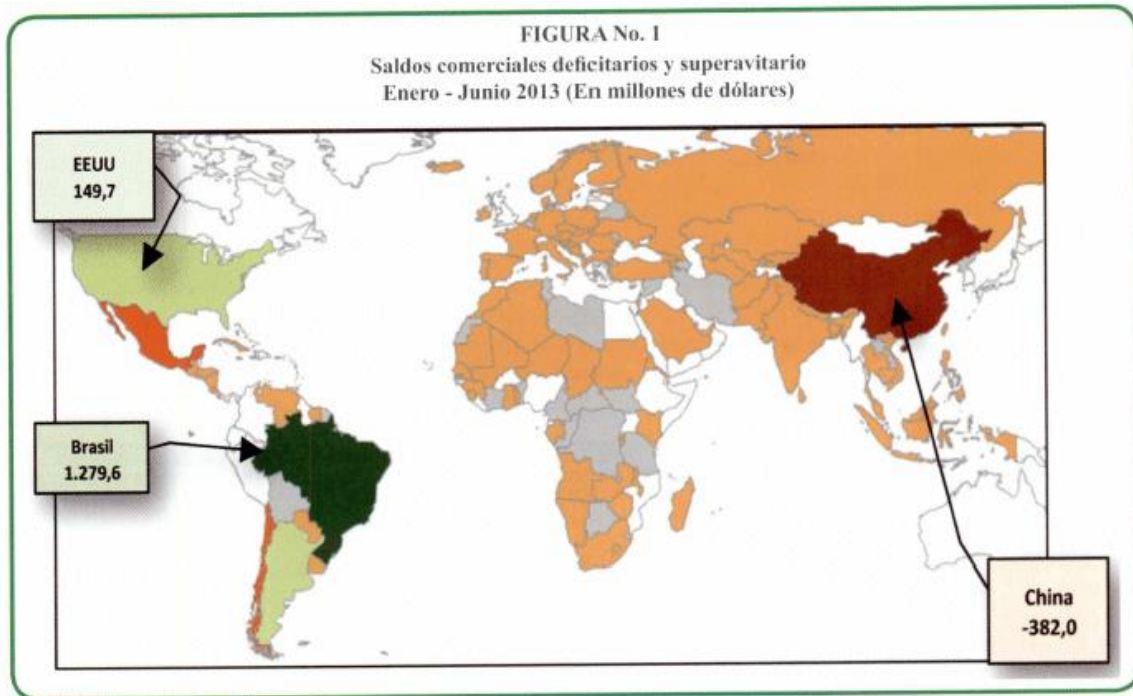 FIGURA No. 1
Saldos comerciales deficitarios y superavitario
Enero - Junio 2013 (En millones de dólares)
EEUU
149,7
Brasil
1.279,6
China
-382,0